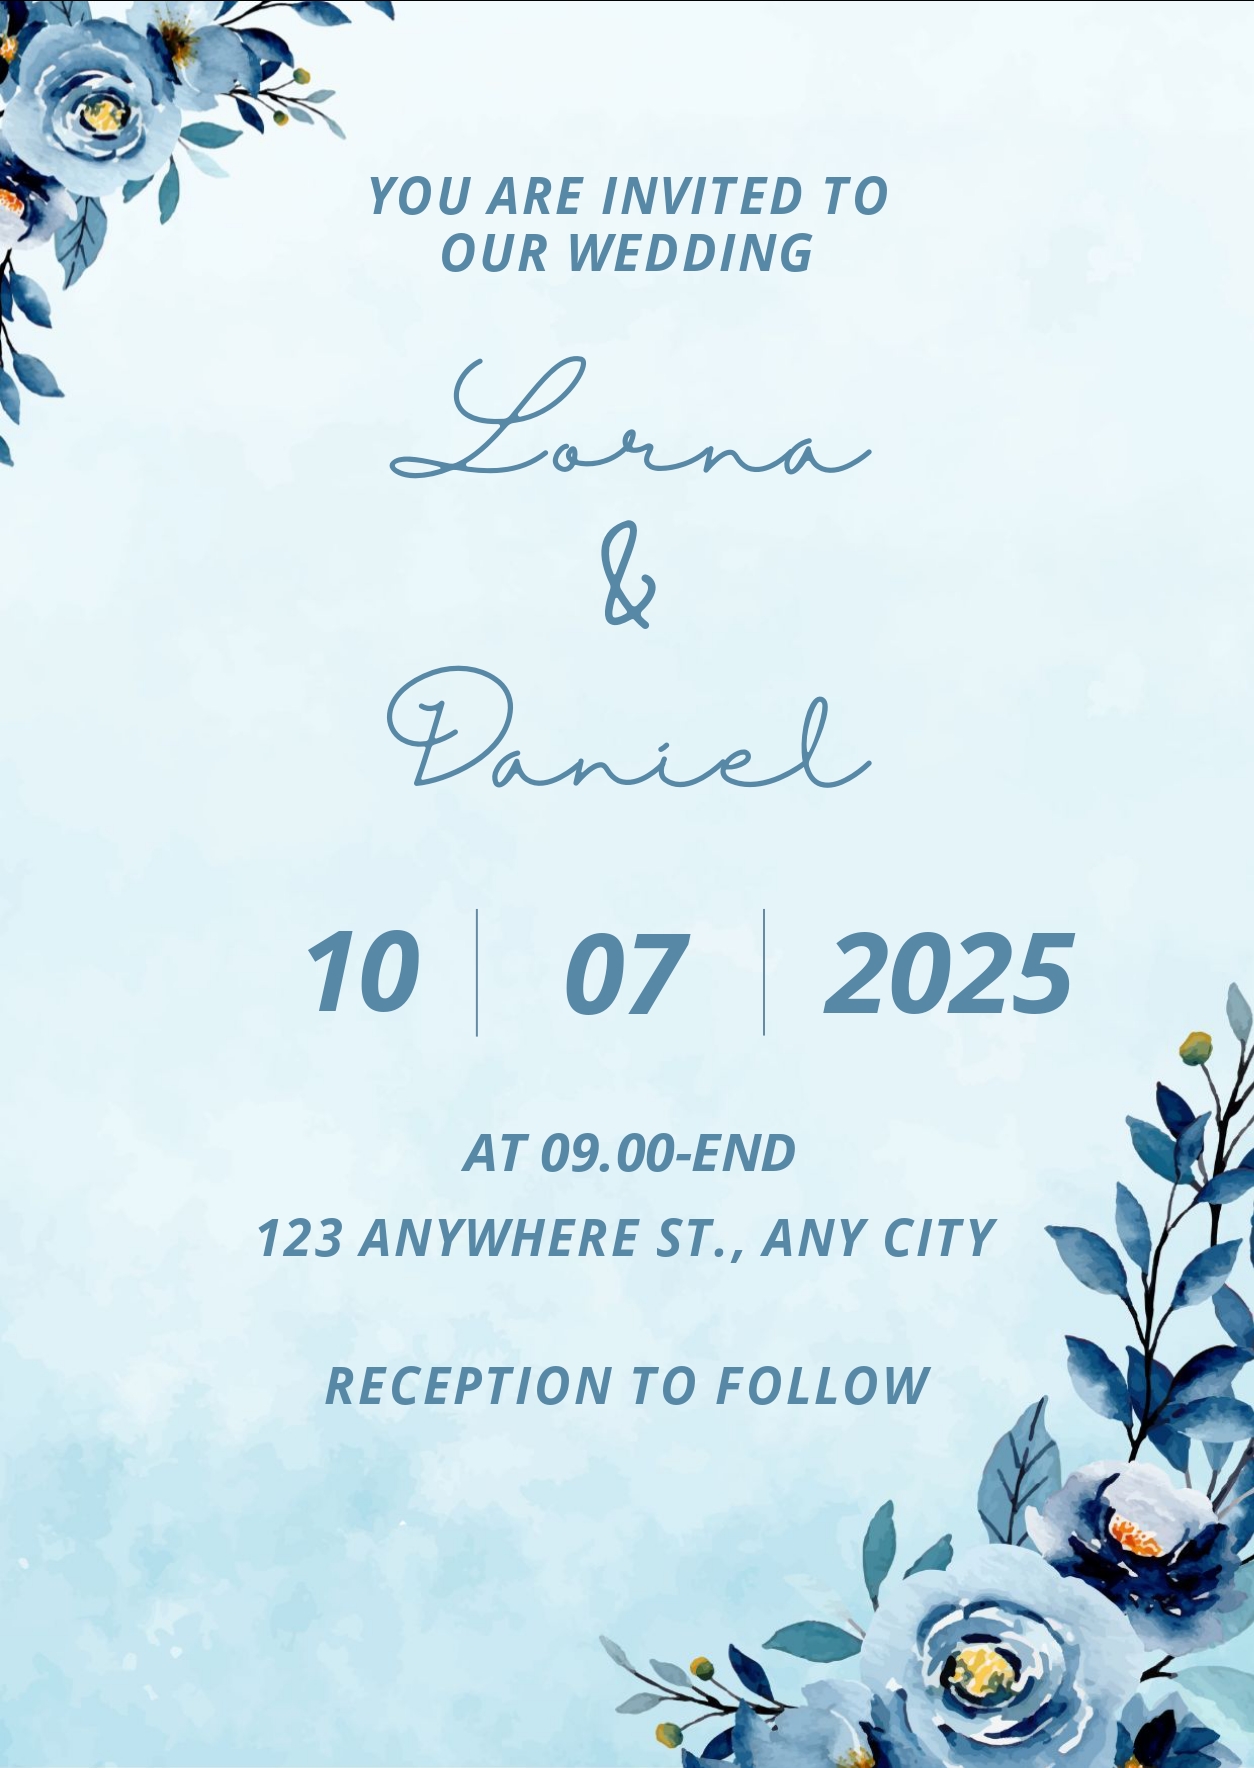 YOU ARE INVITED TO
OUR WEDDING
Lorna
&
Daniel
10 07 2025
AT 09.00-END
123 ANYWHERE ST., ANY CITY
RECEPTION TO FOLLOW